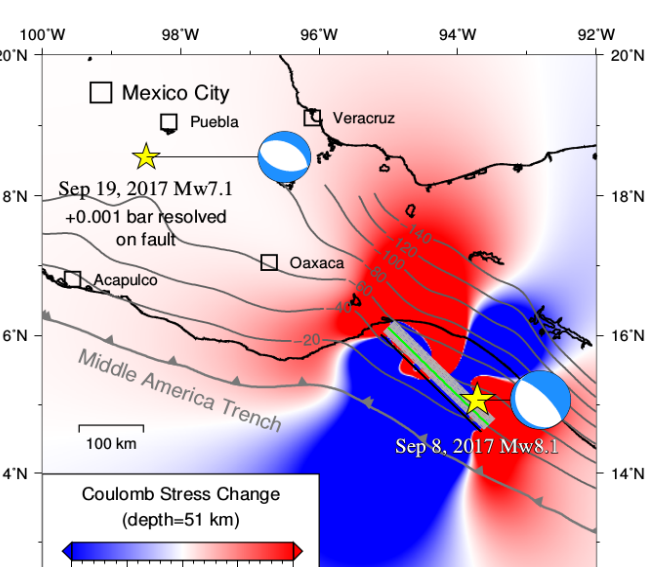 100˚W 98˚W 96˚W 94˚W 92˚W
20˚N 20˚N
Mexico City
Puebla
Veracruz
Sep 19, 2017 Mw7.1
+0.001 bar resolved
on fault
18˚N 18˚N
Oaxaca
Acapulco
140
120
100
80
60
40
20
16˚N 16˚N
Middle America Trench
100 km
Sep 8, 2017 Mw8.1
14˚N 14˚N
Coulomb Stress Change
(depth=51 km)